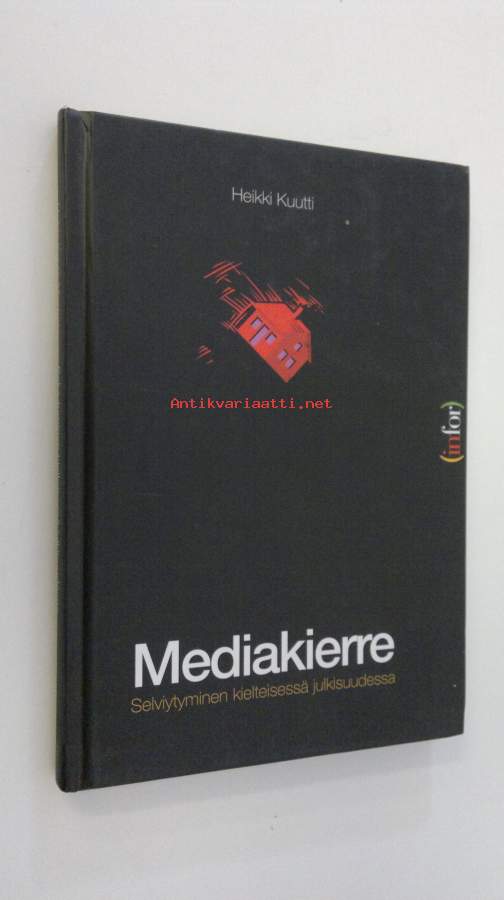 Heikki Kuutti
Antikvariaatti.net
(infor)
Mediakierre
Selviytyminen kielteisessä julkisuudessa